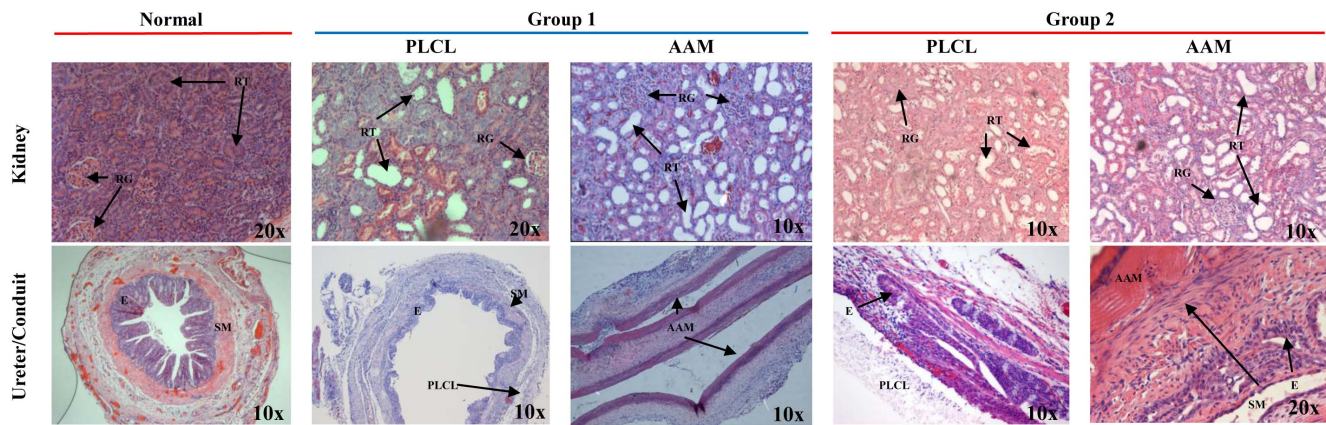 Normal Group 1 Group 2
PLCL AAM PLCL AAM
Kidney
RT
RG
20x
RT
RG
20x
RG
RT
RT
10x
RG
RT
10x
RT
RG
10x
Ureter/Conduit
E
SM
10x
E
SM
PLCL
10x
AAM
10x
E
PLCL
10x
AAM
E
SM
20x